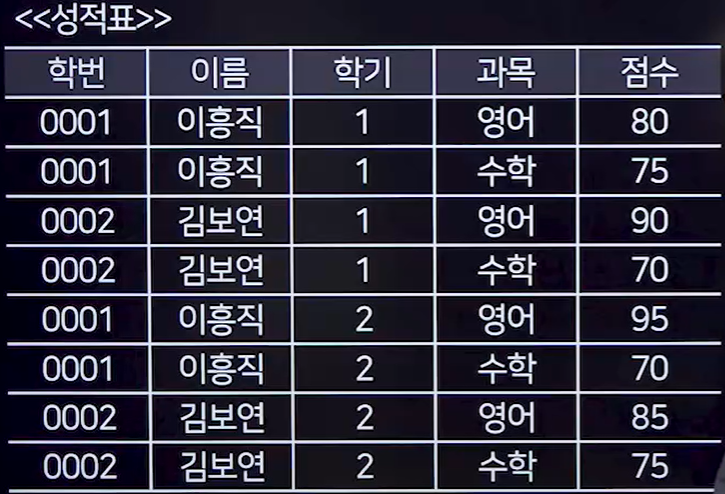 <<성적표>>
학번 이름 학기 과목 점수
0001 이흥직 1 영어 80
0001 이흥직 1 수학 75
0002 김보연 1 영어 90
0002 김보연 1 수학 70
0001 이흥직 2 영어 95
0001 이흥직 2 수학 70
0002 김보연 2 영어 85
0002 김보연 2 수학 75